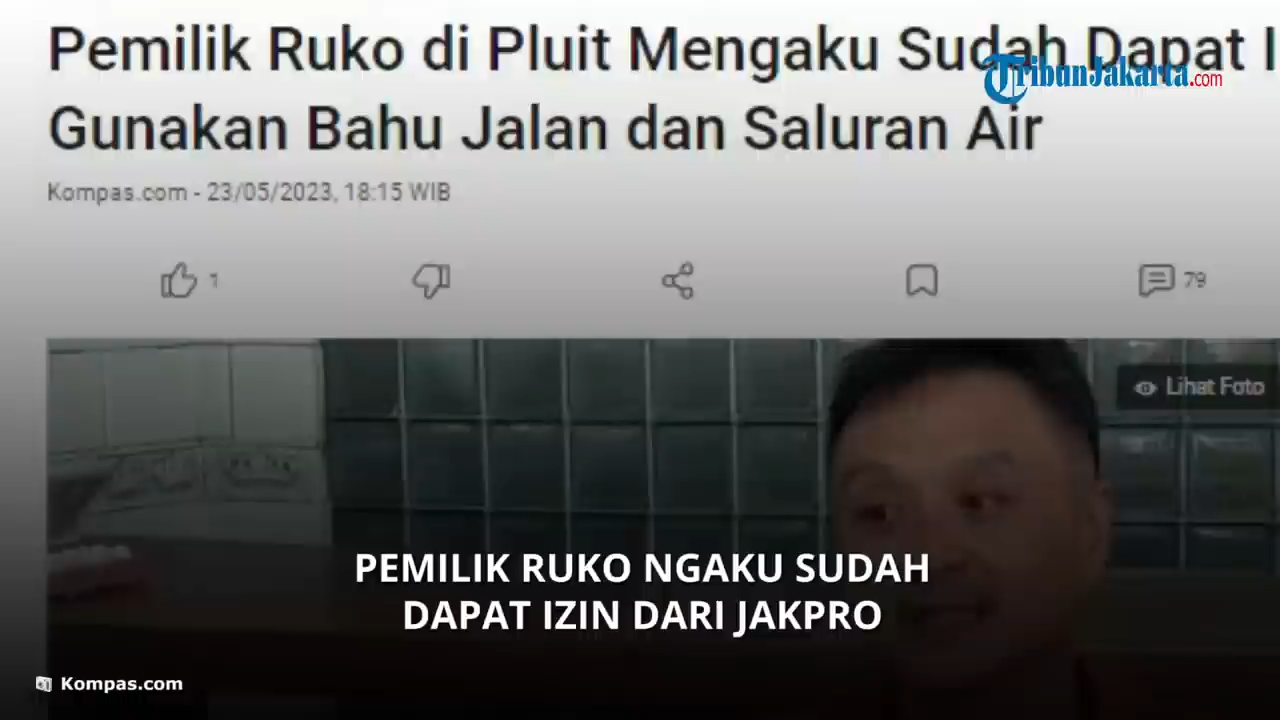 Pemilik Ruko di Pluit Mengaku Sudah Dapat I
TribunJakarta.com
Gunakan Bahu Jalan dan Saluran Air
Kompas.com - 23/05/2023, 18:15 WIB
1
79
Lihat Foto
PEMILIK RUKO NGAKU SUDAH
DAPAT IZIN DARI JAKPRO
Kompas.com